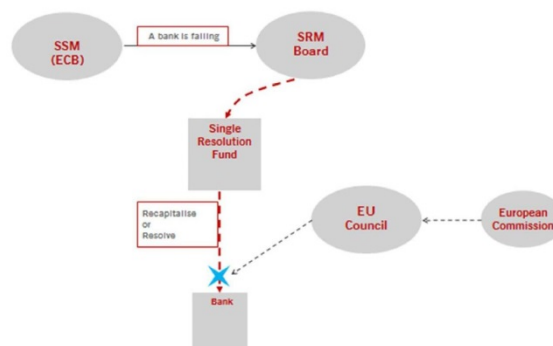 SSM
(ECB)
A bank is failing
SRM
Board
Single
Resolution
Fund
Recapitalise
or
Resolve
EU
Council
European
Commission
Bank